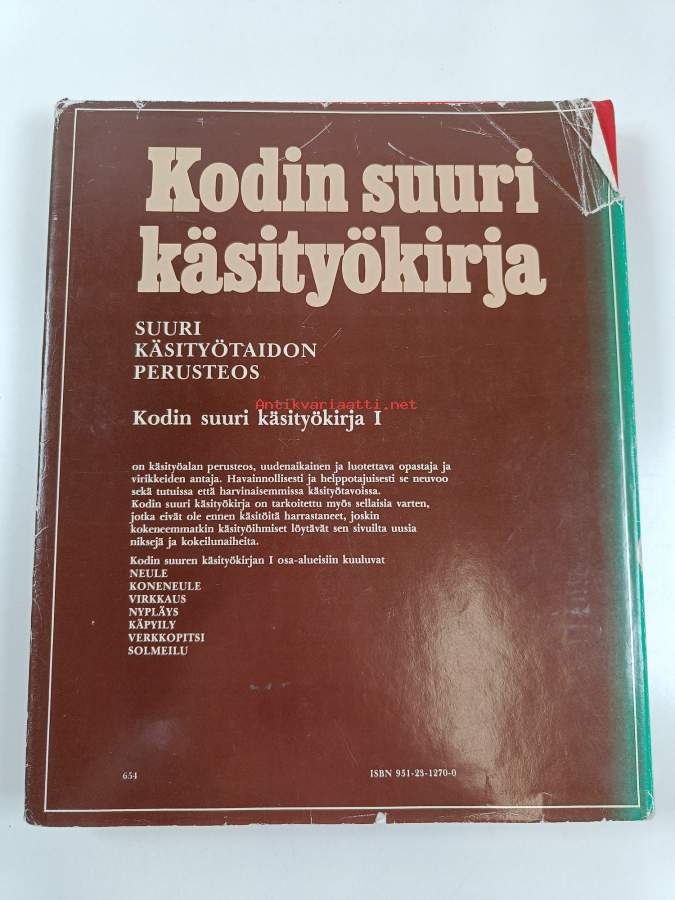 Kodin suuri
käsityökirja
SUURI
KÄSITYÖTAIDON
PERUSTEOS
Antikvariaatti.net
Kodin suuri käsityökirja I
on käsityöalan perusteos, uudenaikainen ja luotettava opastaja ja
virikkeiden antaja. Havainnollisesti ja helppotajuisesti se neuvoo
sekä tutuissa että harvinaisemmissa käsityötavoissa.
Kodin suuri käsityökirja on tarkoitettu myös sellaisia varten,
jotka eivät ole ennen käsitöitä harrastaneet, joskin
kokeneemmatkin käsityöihmiset löytävät sen sivuilta uusia
niksejä ja kokeilunaiheita.
Kodin suuren käsityökirjan I osa-alueisiin kuuluvat
NEULE
KONENEULE
VIRKKAUS
NYPLÄYS
KÄPYILY
VERKKOPITSI
SOLMEILU
654
ISBN 951-23-1270-0